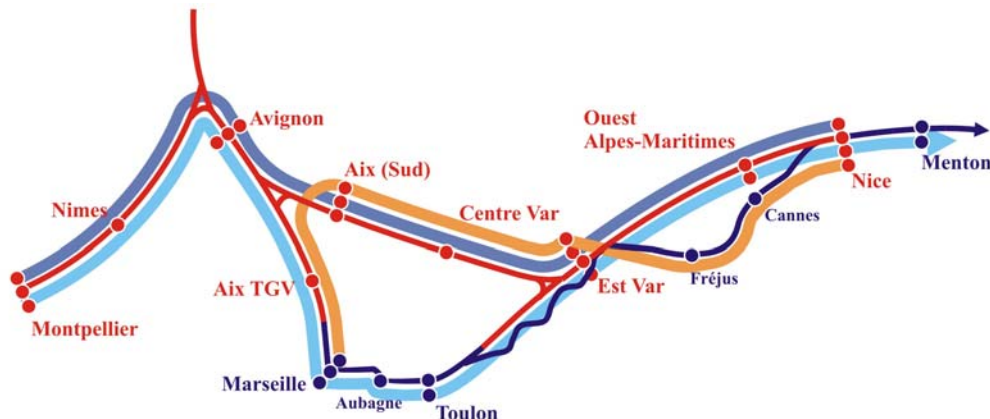 Avignon
Ouest
Alpes-Maritimes
Menton
Aix (Sud)
Nice
Nimes
Centre Var
Cannes
Fréjus
Aix TGV
Est Var
Montpellier
Marseille
Aubagne
Toulon